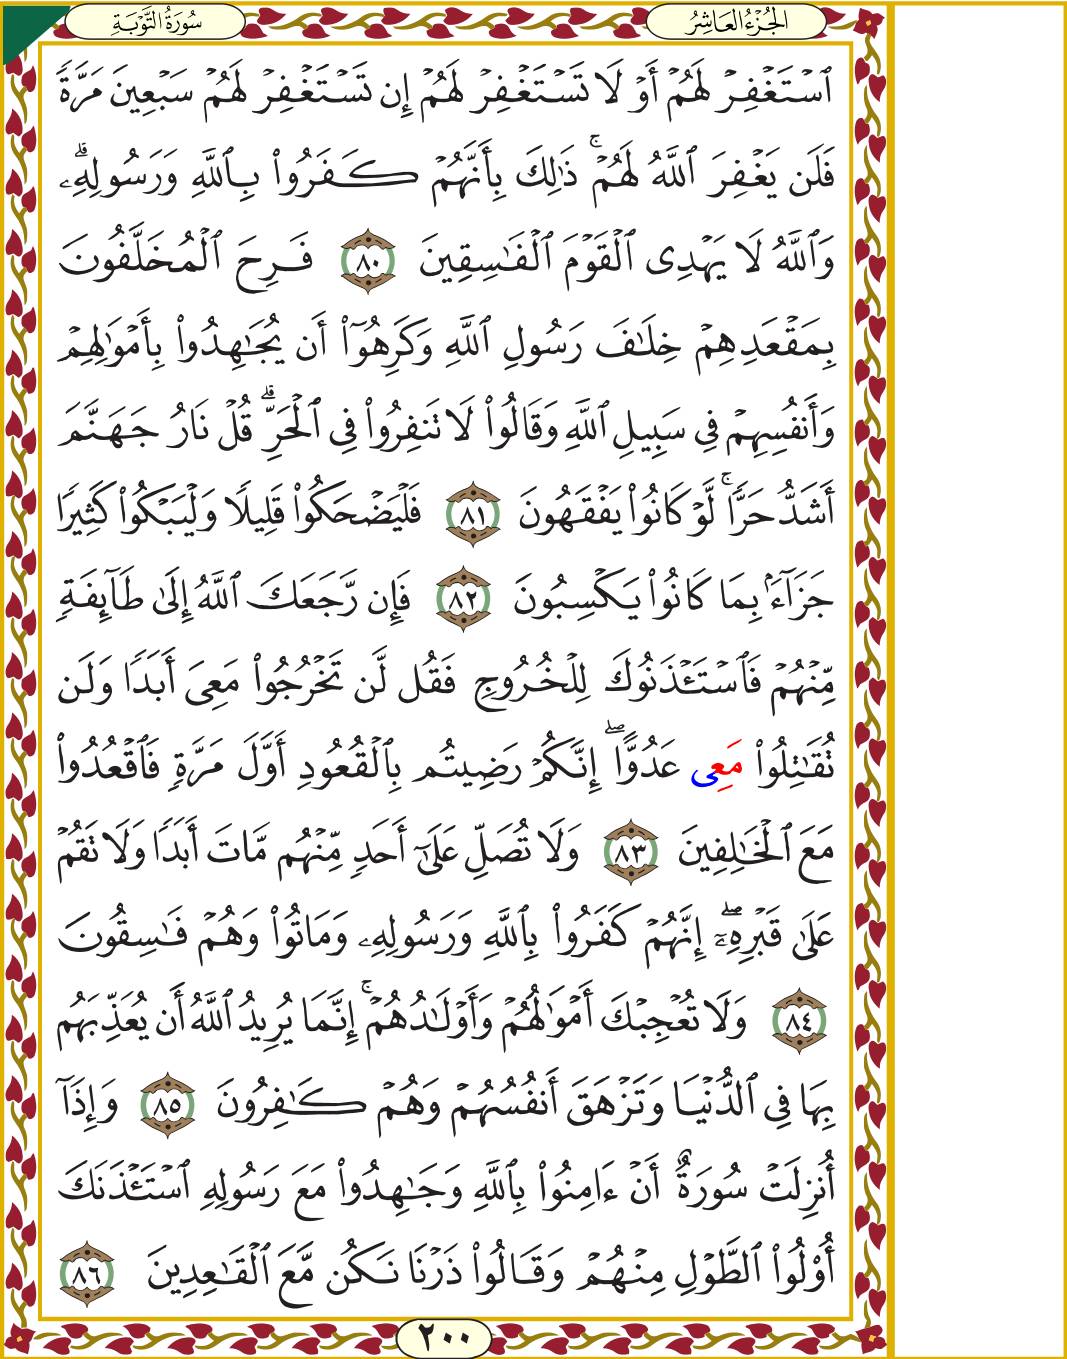 الجُزْءُ العَاشِرُ
سُورَةُ التَّوْبَةِ
ٱسۡتَغۡفِرۡ لَهُمۡ أَوۡ لَا تَسۡتَغۡفِرۡ لَهُمۡ إِن تَسۡتَغۡفِرۡ لَهُمۡ سَبۡعِينَ مَرَّةٗ
فَلَن يَغۡفِرَ ٱللَّهُ لَهُمۡۚ ذَٰلِكَ بِأَنَّهُمۡ كَفَرُواْ بِٱللَّهِ وَرَسُولِهِۦۗ
وَٱللَّهُ لَا يَهۡدِى ٱلۡقَوۡمَ ٱلۡفَٰسِقِينَ ٨٠ فَرِحَ ٱلۡمُخَلَّفُونَ
بِمَقۡعَدِهِمۡ خِلَٰفَ رَسُولِ ٱللَّهِ وَكَرِهُوٓاْ أَن يُجَٰهِدُواْ بِأَمۡوَٰلِهِمۡ
وَأَنفُسِهِمۡ فِى سَبِيلِ ٱللَّهِ وَقَالُواْ لَا تَنفِرُواْ فِى ٱلۡحَرِّۗ قُلۡ نَارُ جَهَنَّمَ
أَشَدُّ حَرّٗاۚ لَّوۡ كَانُواْ يَفۡقَهُونَ ٨١ فَلۡيَضۡحَكُواْ قَلِيلٗا وَلۡيَبۡكُواْ كَثِيرٗا
جَزَآءَۢ بِمَا كَانُواْ يَكۡسِبُونَ ٨٢ فَإِن رَّجَعَكَ ٱللَّهُ إِلَىٰ طَآئِفَةٖ
مِّنۡهُمۡ فَٱسۡتَـٔۡذَنُوكَ لِلۡخُرُوجِ فَقُل لَّن تَخۡرُجُواْ مَعِىَ أَبَدٗا وَلَن
تُقَٰتِلُواْ مَعِى عَدُوًّاۖ إِنَّكُمۡ رَضِيتُم بِٱلۡقُعُودِ أَوَّلَ مَرَّةٖ فَٱقۡعُدُواْ
مَعَ ٱلۡخَٰلِفِينَ ٨٣ وَلَا تُصَلِّ عَلَىٰٓ أَحَدٖ مِّنۡهُم مَّاتَ أَبَدٗا وَلَا تَقُمۡ
عَلَىٰ قَبۡرِهِۦٓۖ إِنَّهُمۡ كَفَرُواْ بِٱللَّهِ وَرَسُولِهِۦ وَمَاتُواْ وَهُمۡ فَٰسِقُونَ
٨٤ وَلَا تُعۡجِبۡكَ أَمۡوَٰلُهُمۡ وَأَوۡلَٰدُهُمۡۚ إِنَّمَا يُرِيدُ ٱللَّهُ أَن يُعَذِّبَهُم
بِهَا فِى ٱلدُّنۡيَا وَتَزۡهَقَ أَنفُسُهُمۡ وَهُمۡ كَٰفِرُونَ ٨٥ وَإِذَآ
أُنزِلَتۡ سُورَةٌ أَنۡ ءَامِنُواْ بِٱللَّهِ وَجَٰهِدُواْ مَعَ رَسُولِهِ ٱسۡتَـٔۡذَنَكَ
أُوْلُواْ ٱلطَّوۡلِ مِنۡهُمۡ وَقَالُواْ ذَرۡنَا نَكُن مَّعَ ٱلۡقَٰعِدِينَ ٨٦
٢٠٠